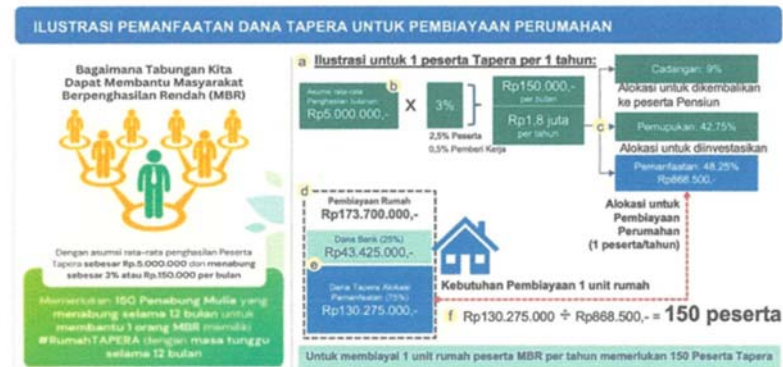 ILUSTRASI PEMANFAATAN DANA TAPERA UNTUK PEMBIAYAAN PERUMAHAN
Bagaimana Tabungan Kita
Dapat Membantu Masyarakat
Berpenghasilan Rendah (MBR)
Dengan asumsi rata-rata penghasilan Peserta
Tapera sebesar Rp.5.000.000 dan menabung
sebesar 3% atau Rp.150.000 per bulan
Memerlukan 150 Penabung Mulia yang
menabung selama 12 bulan untuk
membantu 1 orang MBR memiliki
#RumahTAPERA dengan masa tunggu
selama 12 bulan
a Ilustrasi untuk 1 peserta Tapera per 1 tahun:
b
Asumsi rata-rata
Penghasilan bulanan:
Rp5.000.000,-
X
3%
2,5% Peserta
0,5% Pemberi Kerja
Rp150.000,-
per bulan
Rp1,8 juta
per tahun
c
Cadangan: 9%
Alokasi untuk dikembalikan
ke peserta Pensiun
Pemupukan: 42,75%
Alokasi untuk diinvestasikan
Pemanfaatan: 48,25%
Rp868.500,-
Alokasi untuk
Pembiayaan
Perumahan
(1 peserta/tahun)
d
Pembiayaan Rumah
Rp173.700.000,-
Dana Bank (25%)
Rp43.425.000,-
e
Dana Tapera Alokasi
Pemanfaatan (75%)
Rp130.275.000,-
Kebutuhan Pembiayaan 1 unit rumah
f Rp130.275.000 ÷ Rp868.500,- = 150 peserta
Untuk membiayai 1 unit rumah peserta MBR per tahun memerlukan 150 Peserta Tapera